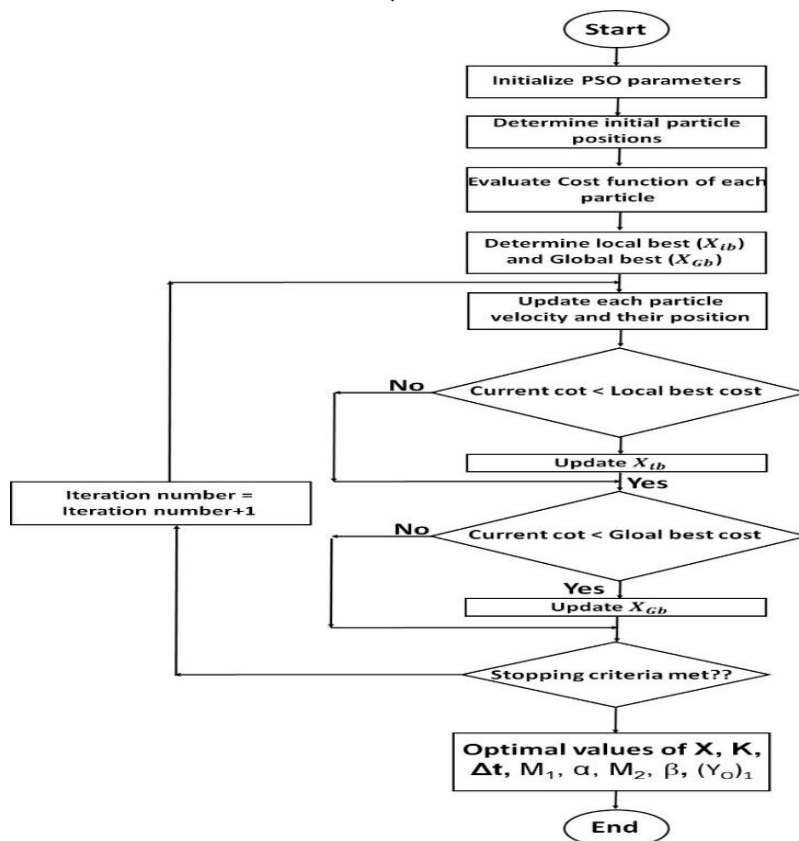 Start
Initialize PSO parameters
Determine initial particle
positions
Evaluate Cost function of each
particle
Determine local best (X_lb)
and Global best (X_Gb)
Update each particle
velocity and their position
No
Current cot < Local best cost
Update X_lb
Yes
Iteration number =
Iteration number+1
No
Current cot < Gloal best cost
Yes
Update X_Gb
Stopping criteria met??
Optimal values of X, K,
Δt, M₁, α, M₂, β, (Y_O)₁
End